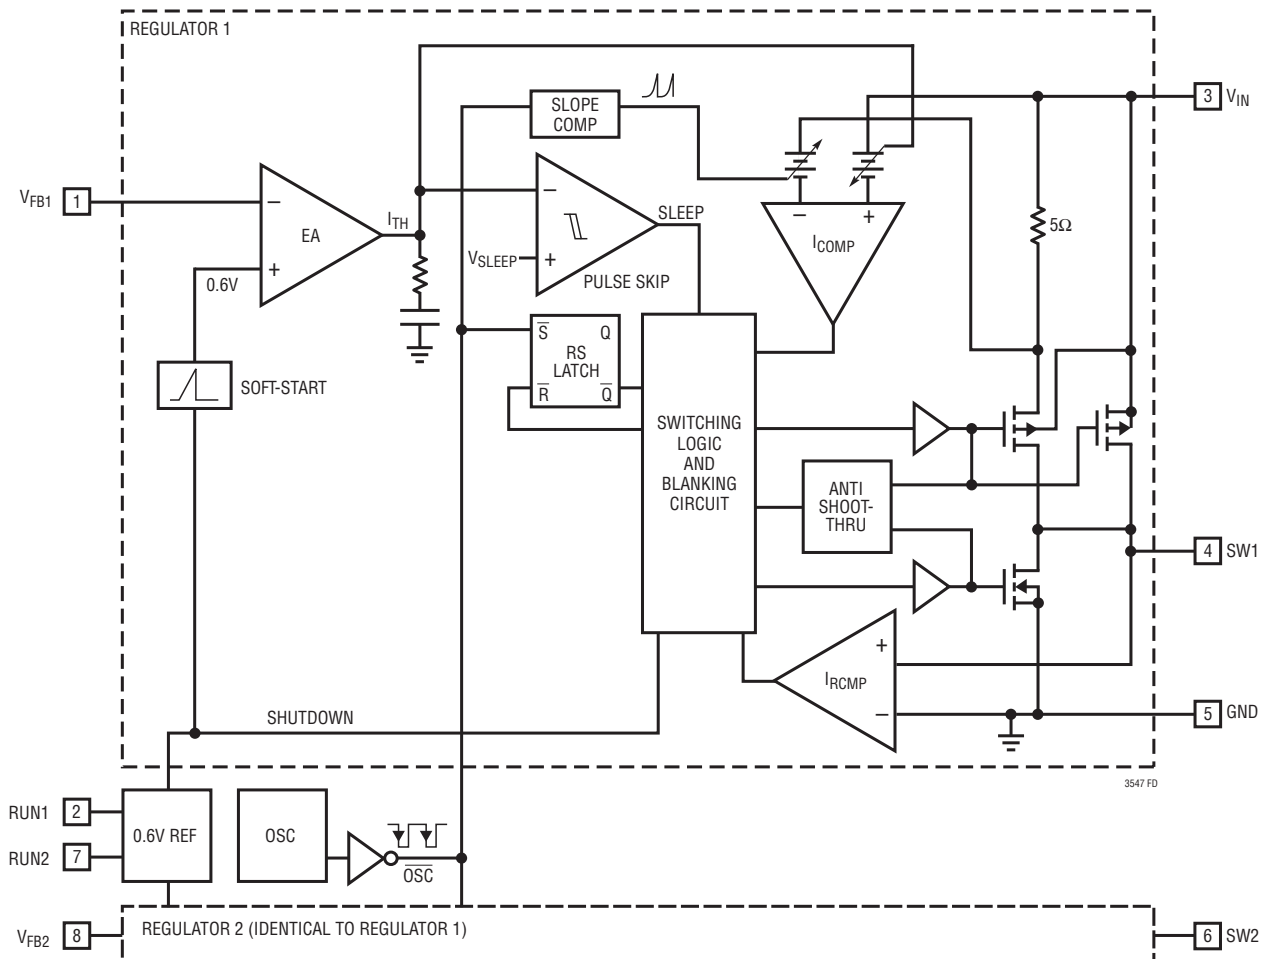 REGULATOR 1
SLOPE
COMP
3
VIN
VFB1
1
–
EA
+
0.6V
ITH
–
VSLEEP
+
SLEEP
PULSE SKIP
–
+
ICOMP
5Ω
S̅
Q
RS
LATCH
R̅
Q̅
SOFT-START
SWITCHING
LOGIC
AND
BLANKING
CIRCUIT
ANTI
SHOOT-
THRU
4
SW1
+
IRCMP
–
5
GND
SHUTDOWN
3547 FD
RUN1
2
RUN2
7
0.6V REF
OSC
O̅S̅C̅
REGULATOR 2 (IDENTICAL TO REGULATOR 1)
VFB2
8
6
SW2